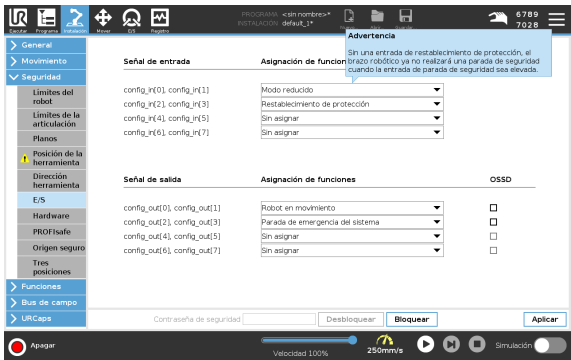 PROGRAMA <sin nombre>*
INSTALACIÓN default_1*
Ejecutar Programa Instalación Mover E/S Registro
6789
7028
Advertencia
Sin una entrada de restablecimiento de protección, el
brazo robótico ya no realizará una parada de seguridad
cuando la entrada de parada de seguridad sea elevada.
General
Movimiento
Seguridad
Límites del
robot
Límites de la
articulación
Planos
Posición de la
herramienta
Dirección
herramienta
E/S
Hardware
PROFIsafe
Origen seguro
Tres
posiciones
Funciones
Bus de campo
URCaps
Señal de entrada Asignación de funcion
config_in[0], config_in[1] Modo reducido
config_in[2], config_in[3] Restablecimiento de protección
config_in[4], config_in[5] Sin asignar
config_in[6], config_in[7] Sin asignar
Señal de salida Asignación de funciones OSSD
config_out[0], config_out[1] Robot en movimiento
config_out[2], config_out[3] Parada de emergencia del sistema
config_out[4], config_out[5] Sin asignar
config_out[6], config_out[7] Sin asignar
Contraseña de seguridad Desbloquear Bloquear Aplicar
Apagar
Velocidad 100%
250mm/s
Simulación